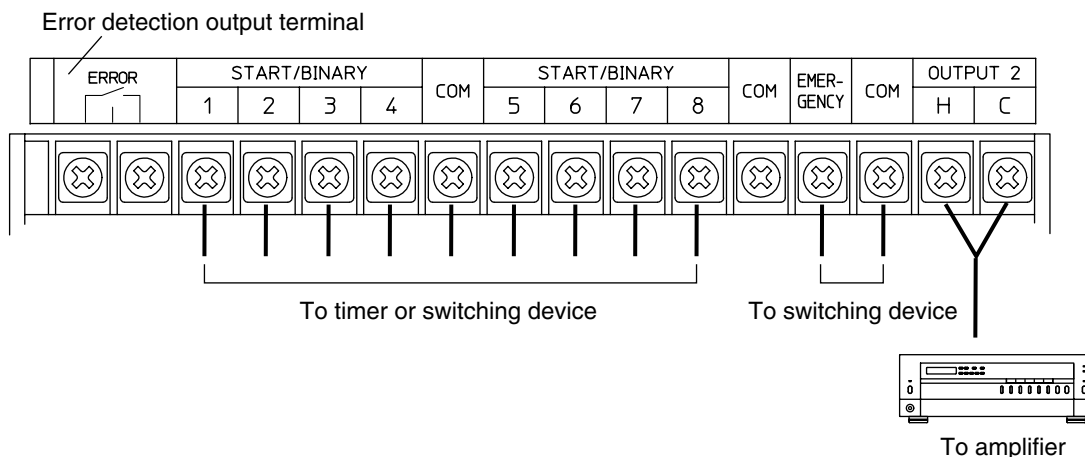 Error detection output terminal
ERROR START/BINARY COM START/BINARY COM EMER-GENCY COM OUTPUT 2
1 2 3 4 5 6 7 8 H C
To timer or switching device To switching device
To amplifier